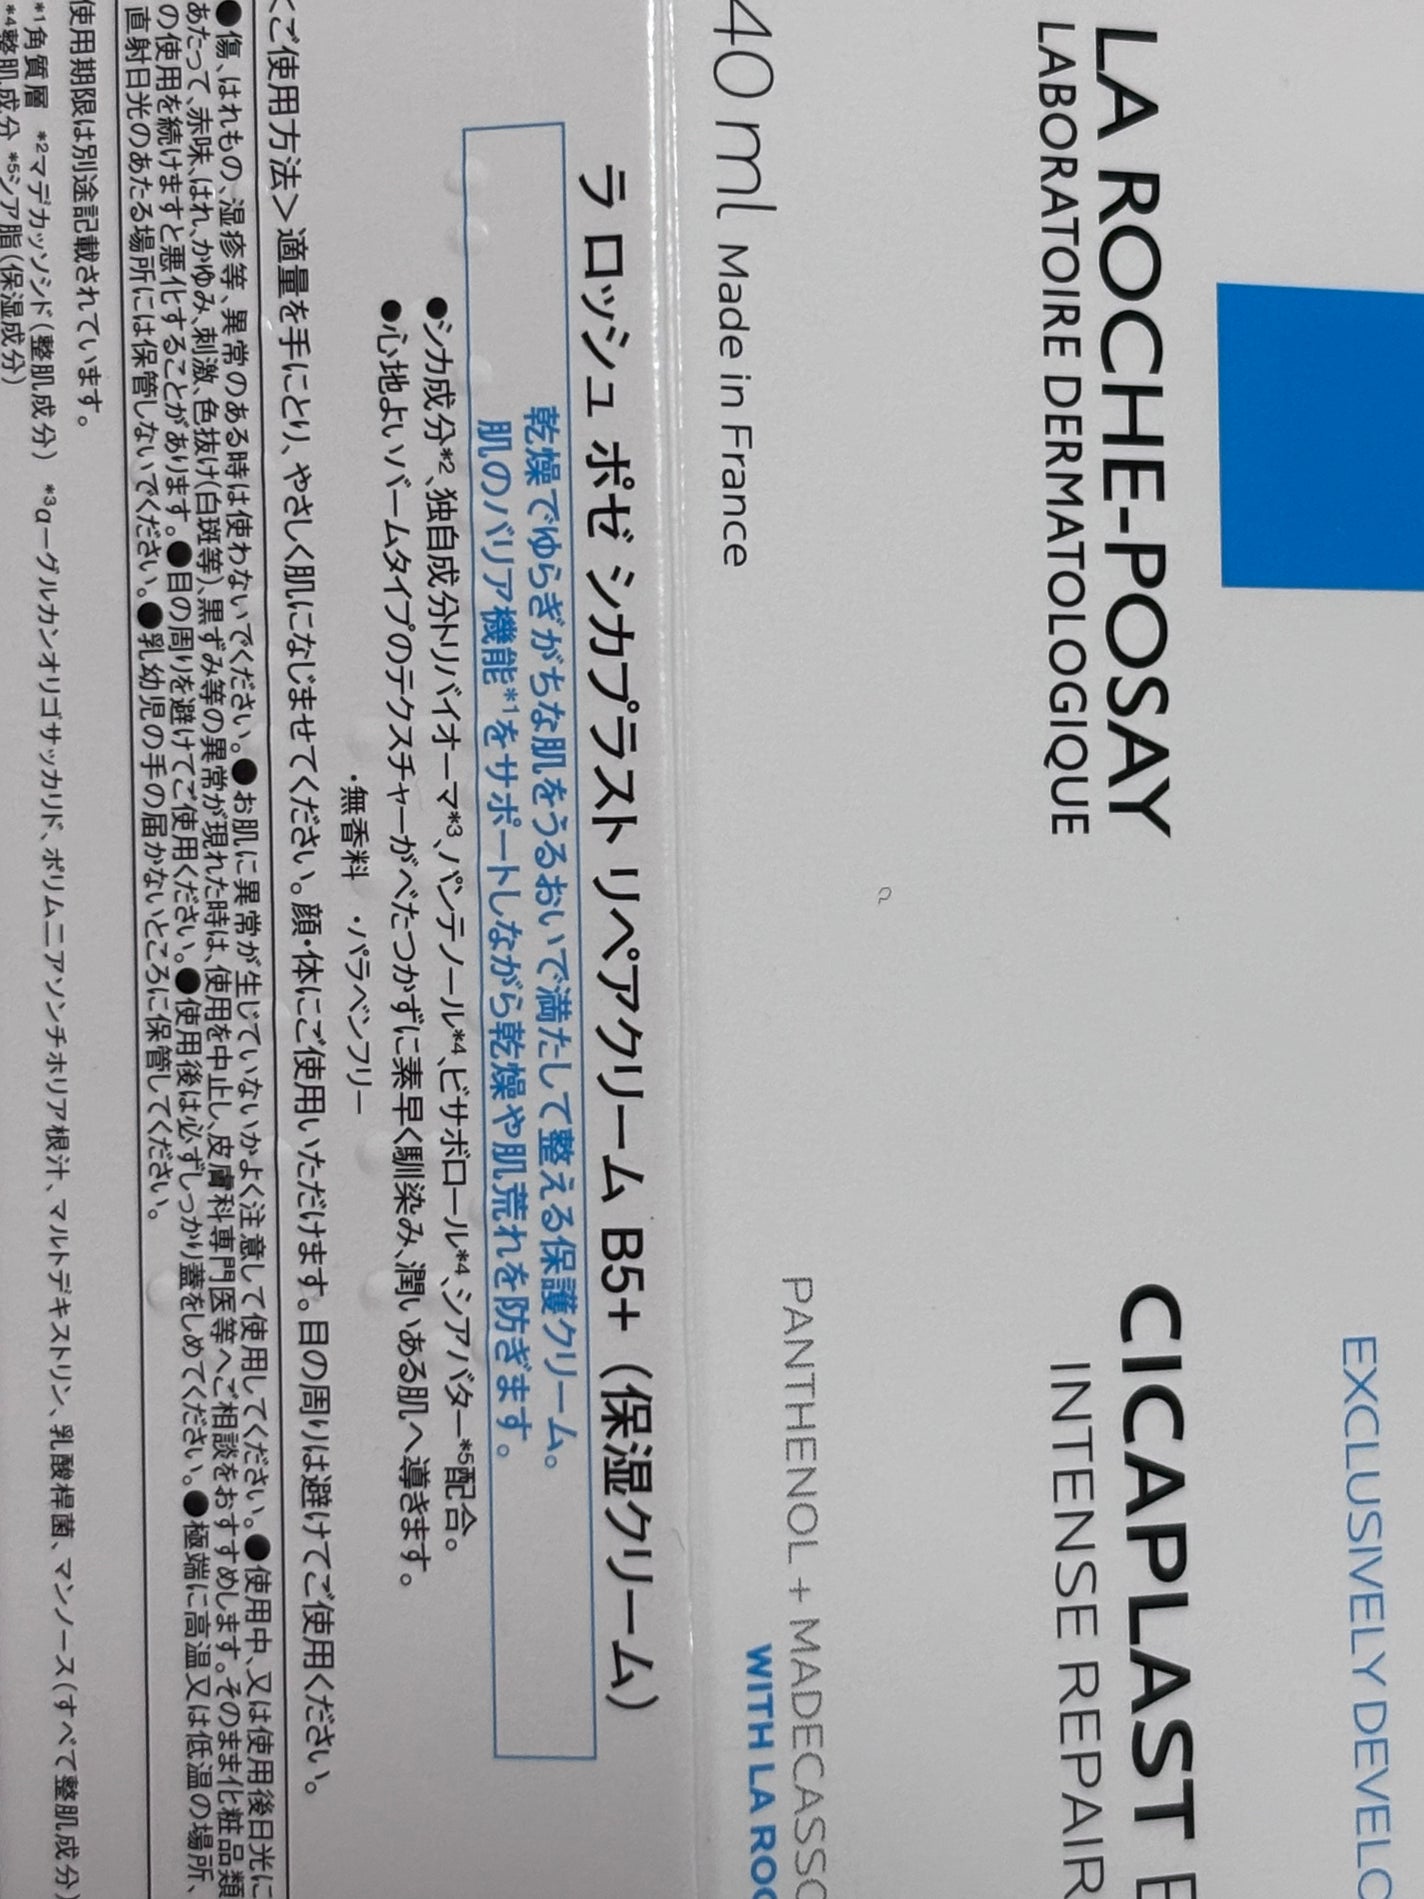 EXCLUSIVELY DEVELO
LA ROCHE-POSAY
LABORATOIRE DERMATOLOGIQUE
CICAPLAST
INTENSE REPAIR
PANTHENOL + MADECASSO
WITH LA ROC
40 ml Made in France
ラ ロッシュ ポゼ シカプラスト リペアクリーム B5+（保湿クリーム）
乾燥でゆらぎがちな肌をうるおいで満たして整える保護クリーム。
肌のバリア機能*1をサポートしながら乾燥や肌荒れを防ぎます。
●シカ成分*2、独自成分トリバイオーマ*3、パンテノール*4、ビサボロール*4、シアバター*5配合。
●心地よいバームタイプのテクスチャーがべたつかずに素早く馴染み、潤いある肌へ導きます。
・無香料 ・パラベンフリー
＜ご使用方法＞適量を手にとり、やさしく肌になじませてください。顔・体にご使用いただけます。目の周りは避けてご使用ください。
●傷、はれもの、湿疹等、異常のある時は使わないでください。●お肌に異常が生じていないかよく注意して使用してください。●使用中、又は使用後日光に
あたって、赤味、はれ、かゆみ、刺激、色抜け(白斑等)、黒ずみ等の異常が現れた時は、使用を中止し、皮膚科専門医等へご相談をおすすめします。そのまま化粧品類
の使用を続けますと悪化することがあります。●目の周りを避けてご使用ください。●使用後は必ずしっかり蓋をしめてください。●極端に高温又は低温の場所、
直射日光のあたる場所には保管しないでください。●乳幼児の手の届かないところに保管してください。
使用期限は別途記載されています。
*1角質層 *2マデカッソシド(整肌成分) *3α－グルカンオリゴサッカリド、ポリムニアソンチホリア根汁、マルトデキストリン、乳酸桿菌、マンノース(すべて整肌成分)
*4整肌成分 *5シア脂(保湿成分)